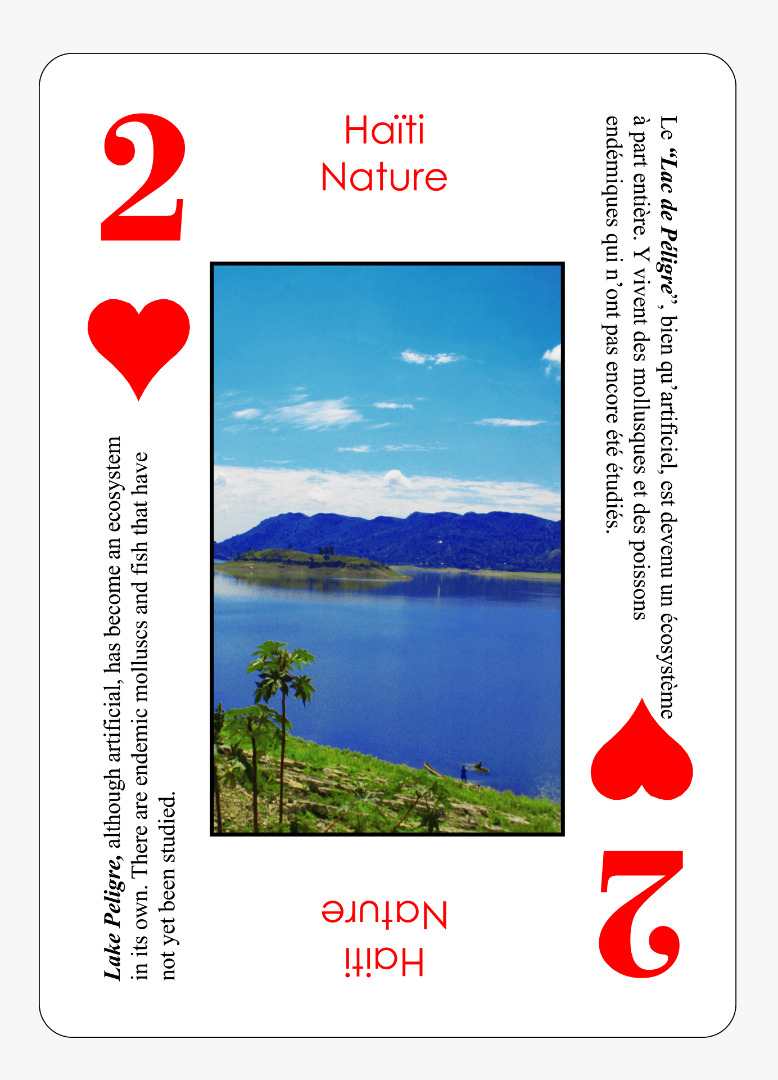 2
Haïti
Nature
Le “Lac de Péligre”, bien qu’artificiel, est devenu un écosystème
à part entière. Y vivent des mollusques et des poissons
endémiques qui n’ont pas encore été étudiés.
Lake Peligre, although artificial, has become an ecosystem
in its own. There are endemic molluscs and fish that have
not yet been studied.
Haiti
Nature
2